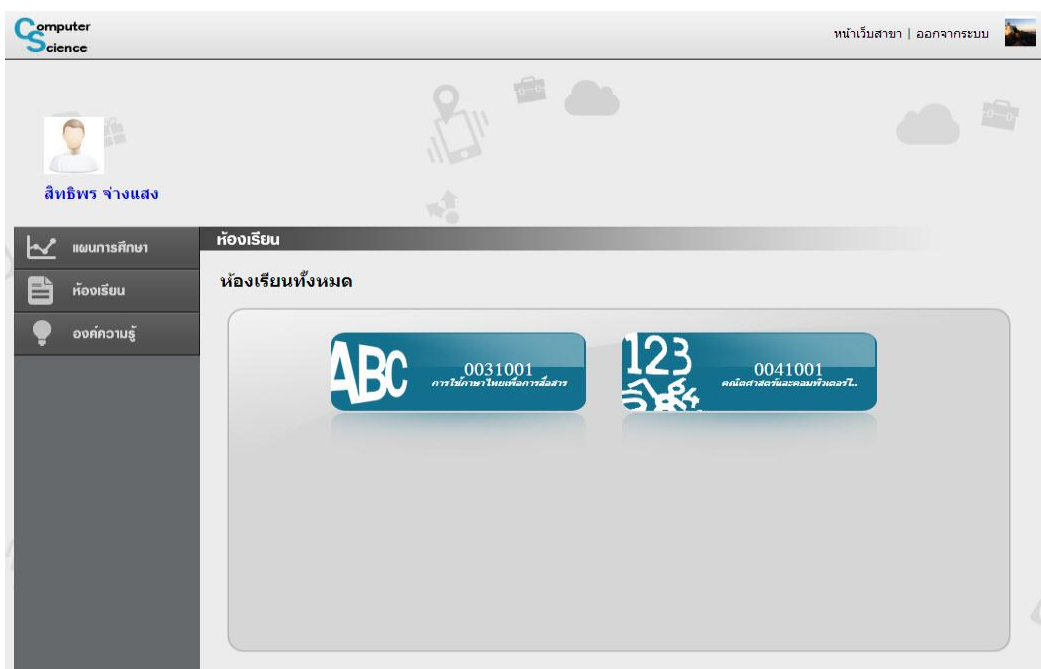 Computer
Science
หน้าเว็บสาขา | ออกจากระบบ
สิทธิพร จ่างแสง
แผนการศึกษา
ห้องเรียน
องค์ความรู้
ห้องเรียน
ห้องเรียนทั้งหมด
ABC
0031001
การใช้ภาษาไทยเพื่อการสื่อสาร
123
0041001
คณิตศาสตร์และคอมพิวเตอร์ใ..